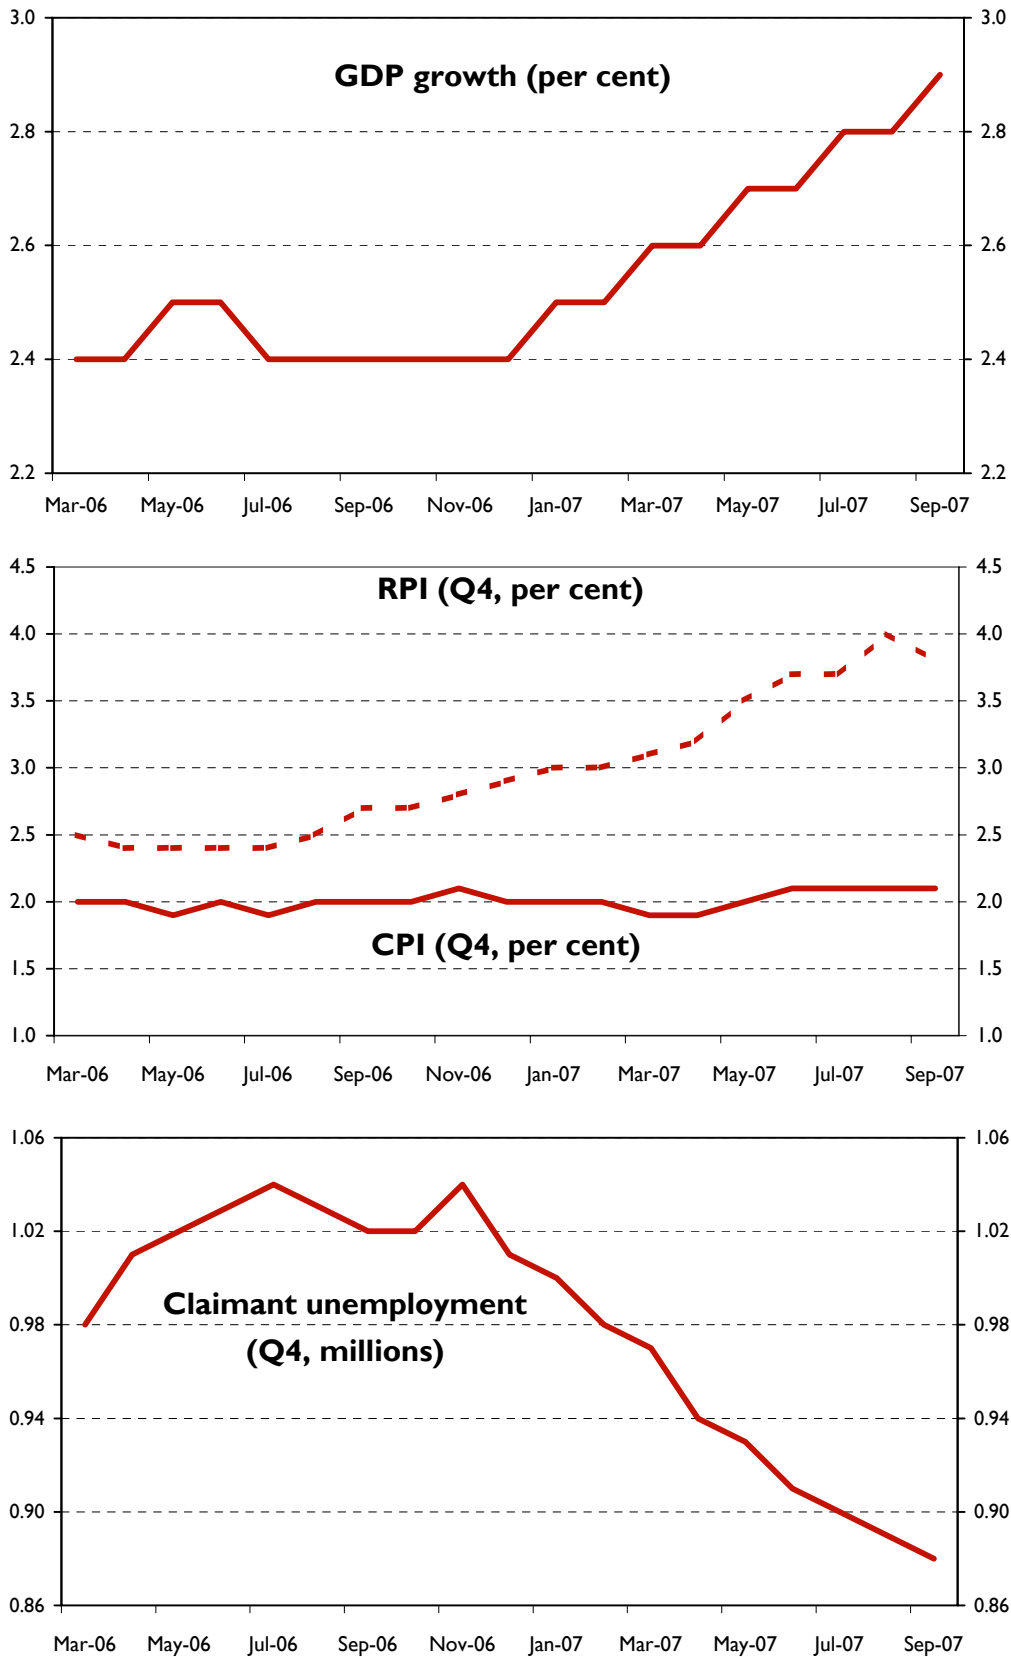 3.0 3.0
GDP growth (per cent)
2.8 2.8
2.6 2.6
2.4 2.4
2.2 2.2
Mar-06 May-06 Jul-06 Sep-06 Nov-06 Jan-07 Mar-07 May-07 Jul-07 Sep-07
4.5 4.5
RPI (Q4, per cent)
4.0 4.0
3.5 3.5
3.0 3.0
2.5 2.5
2.0 2.0
CPI (Q4, per cent)
1.5 1.5
1.0 1.0
Mar-06 May-06 Jul-06 Sep-06 Nov-06 Jan-07 Mar-07 May-07 Jul-07 Sep-07
1.06 1.06
1.02 1.02
Claimant unemployment
0.98 0.98
(Q4, millions)
0.94 0.94
0.90 0.90
0.86 0.86
Mar-06 May-06 Jul-06 Sep-06 Nov-06 Jan-07 Mar-07 May-07 Jul-07 Sep-07